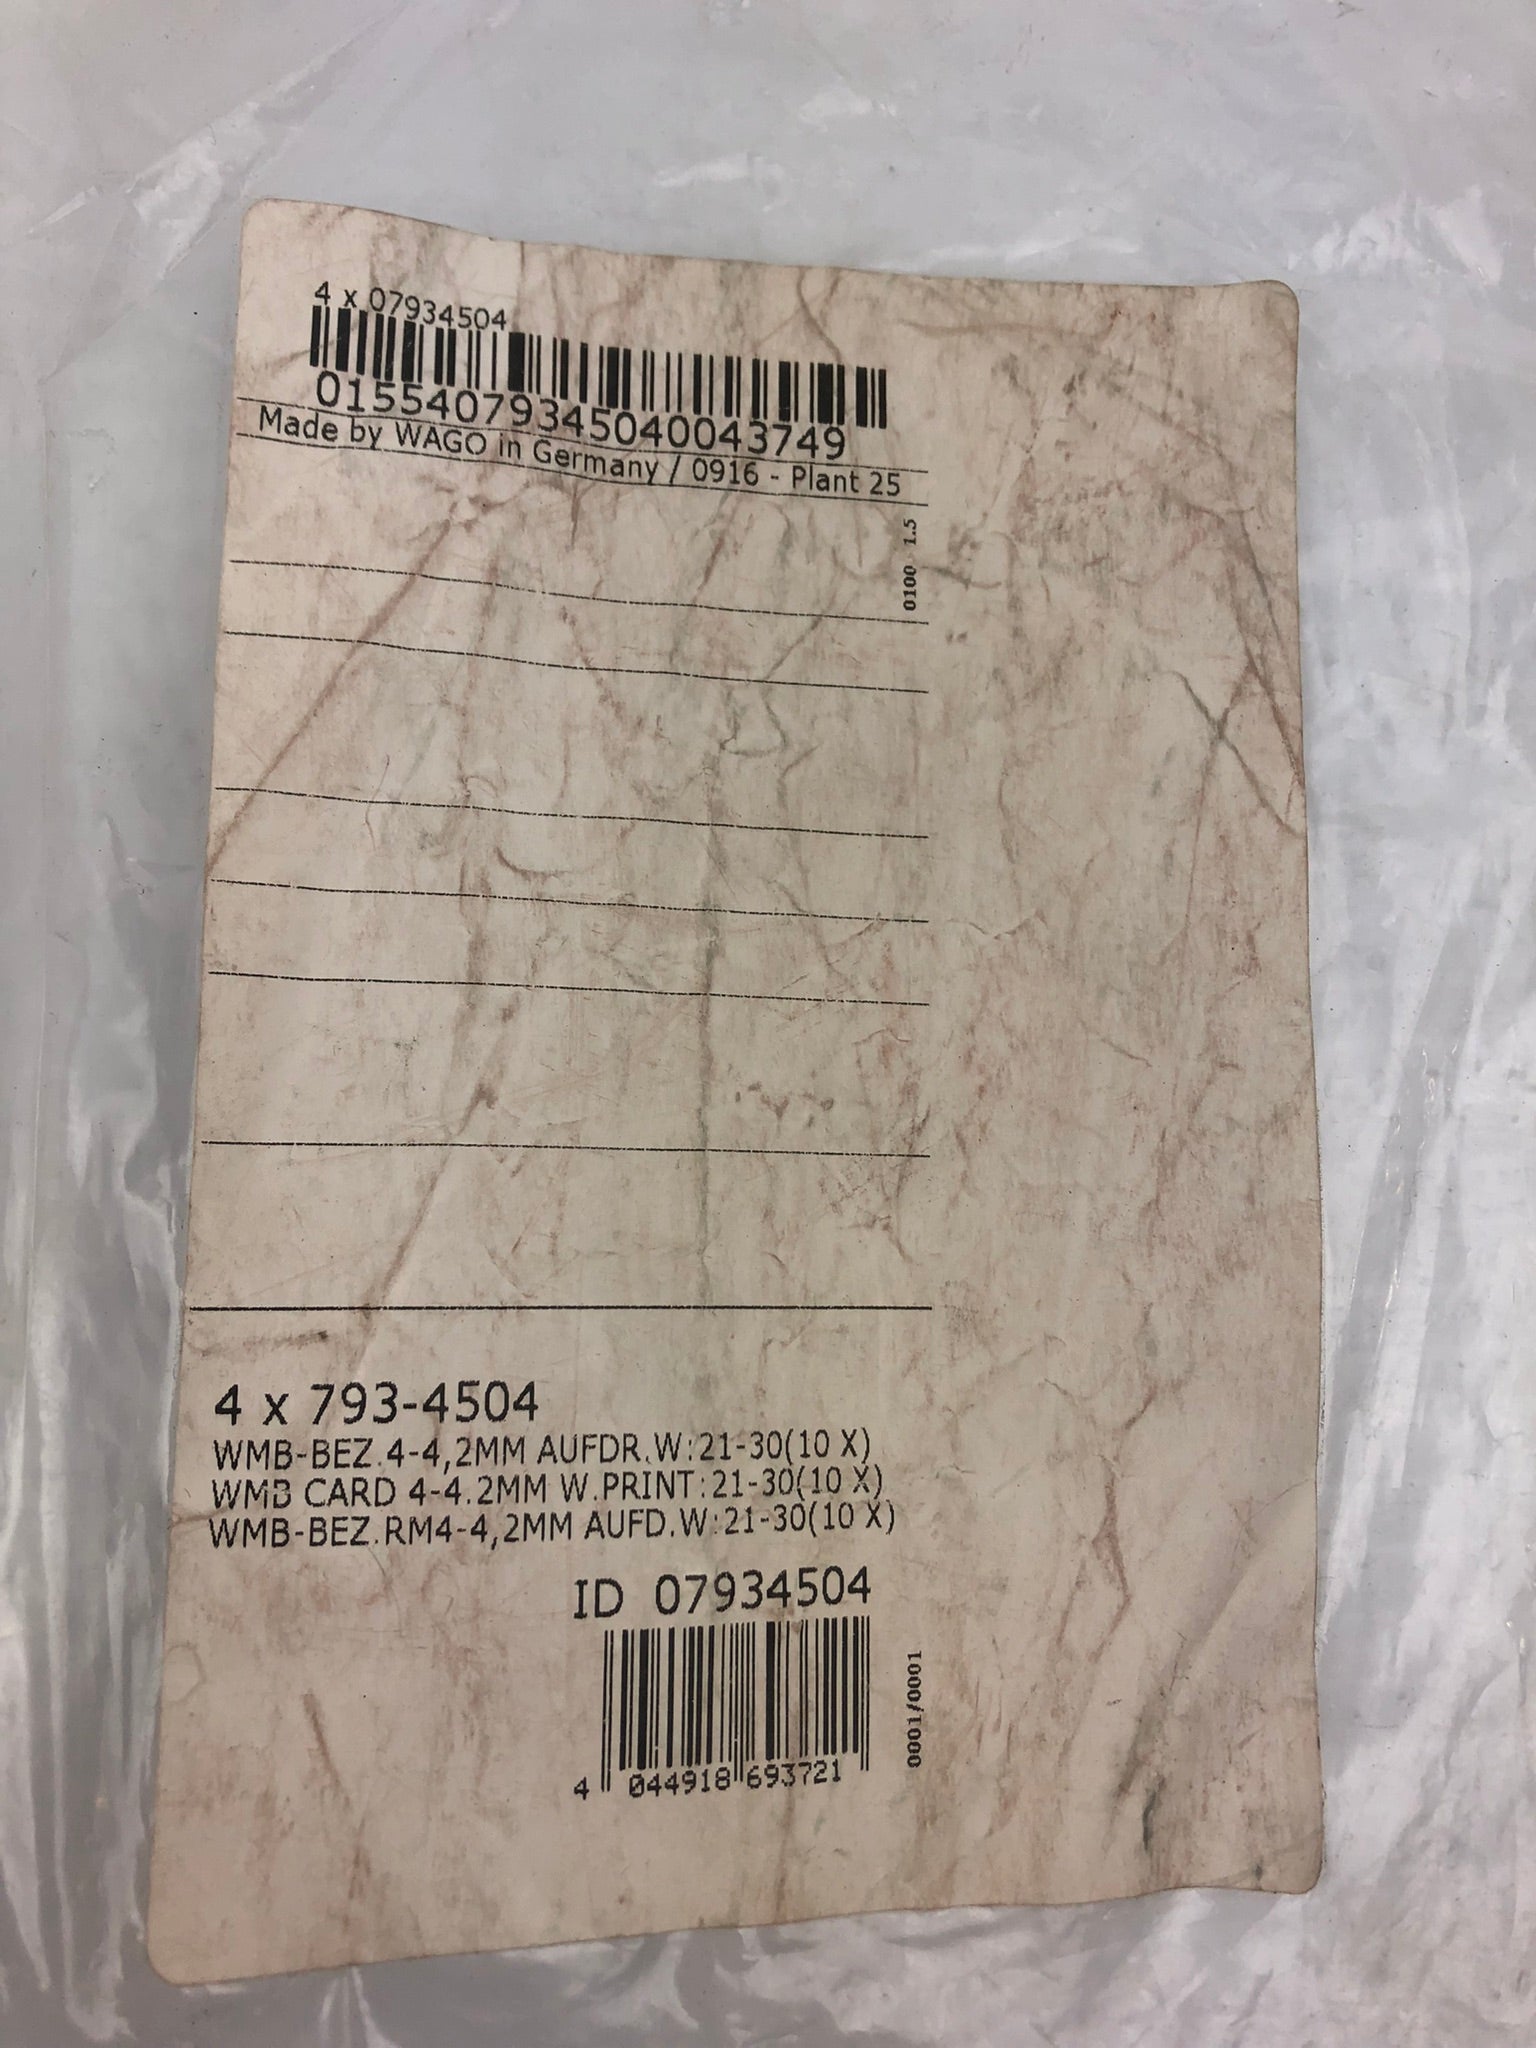 4 x 07934504
01554079345040043749
Made by WAGO in Germany / 0916 - Plant 25
0100 1.5
4 x 793-4504
WMB-BEZ.4-4,2MM AUFDR.W:21-30(10 X)
WMB CARD 4-4.2MM W.PRINT:21-30(10 X)
WMB-BEZ.RM4-4,2MM AUFD.W:21-30(10 X)
ID 07934504
4 044918 693721
0001/0001